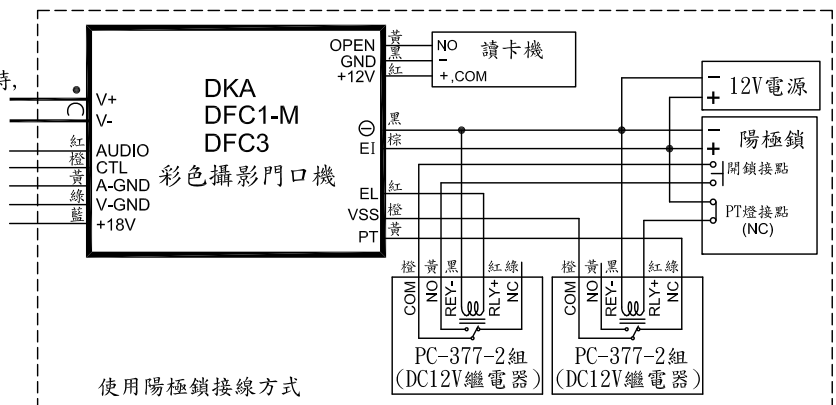 時,
V+
V-
紅 AUDIO
橙 CTL
黃 A-GND
綠 V-GND
藍 +18V
DKA
DFC1-M
DFC3
彩色攝影門口機
OPEN 黃
GND 黑
+12V 紅
NO 讀卡機
-
+,COM
⊖ 黑
EI 棕
EL 紅
VSS 橙
PT 黃
- 12V電源
+
- 陽極鎖
+
開鎖接點
PT燈接點
(NC)
橙 黃 黑 紅 綠
COM NO REY- RLY+ NC
PC-377-2組
(DC12V繼電器)
橙 黃 黑 紅 綠
COM NO REY- RLY+ NC
PC-377-2組
(DC12V繼電器)
使用陽極鎖接線方式